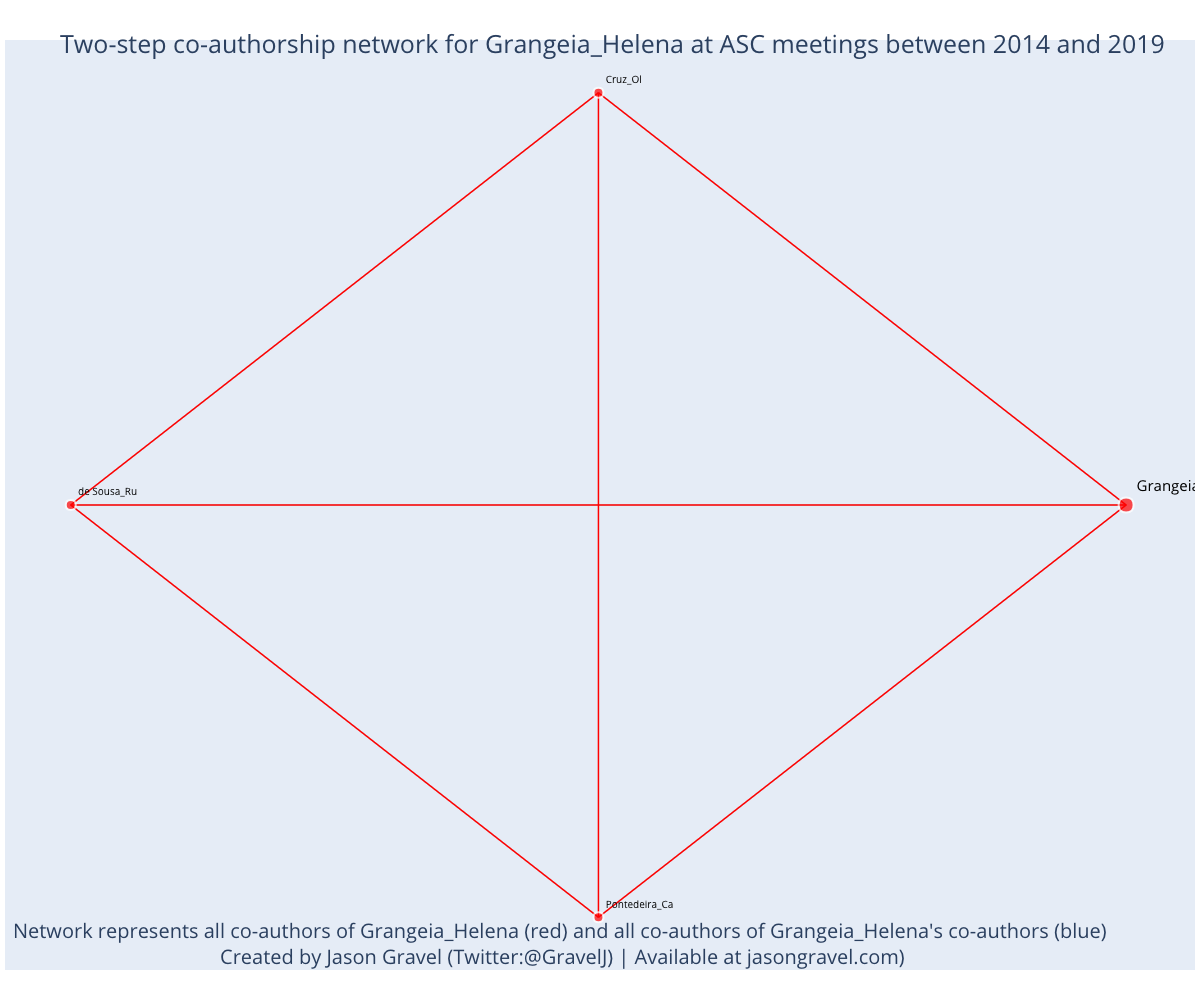 Two-step co-authorship network for Grangeia_Helena at ASC meetings between 2014 and 2019
Cruz_Ol
de Sousa_Ru
Grangeia
Pontedeira_Ca
Network represents all co-authors of Grangeia_Helena (red) and all co-authors of Grangeia_Helena's co-authors (blue)
Created by Jason Gravel (Twitter:@GravelJ) | Available at jasongravel.com)